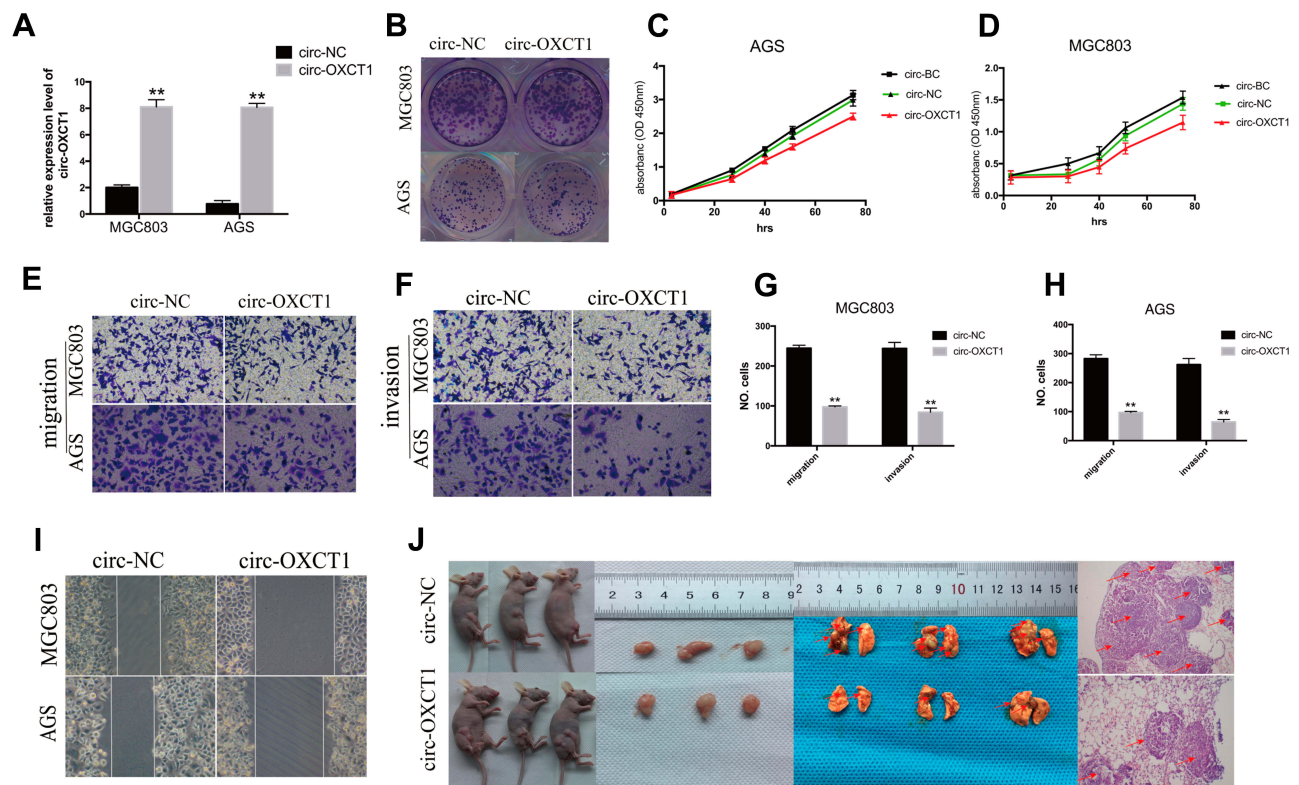 A
circ-NC
circ-OXCT1
relative expression level of
circ-OXCT1
10
8
6
4
2
0
**
**
MGC803
AGS
B
circ-NC
circ-OXCT1
MGC803
AGS
C
AGS
absorbanc (OD 450nm)
4
3
2
1
0
0
20
40
60
80
hrs
circ-BC
circ-NC
circ-OXCT1
D
MGC803
absorbanc (OD 450nm)
2.0
1.5
1.0
0.5
0.0
0
20
40
60
80
hrs
circ-BC
circ-NC
circ-OXCT1
E
circ-NC
circ-OXCT1
migration
MGC803
AGS
F
circ-NC
circ-OXCT1
invasion
MGC803
AGS
G
MGC803
NO. cells
300
200
100
0
**
**
migration
invasion
circ-NC
circ-OXCT1
H
AGS
NO. cells
400
300
200
100
0
**
**
migration
invasion
circ-NC
circ-OXCT1
I
circ-NC
circ-OXCT1
MGC803
AGS
J
circ-NC
circ-OXCT1
2 3 4 5 6 7 8 9
2 3 4 5 6 7 8 9 10 11 12 13 14 15 16